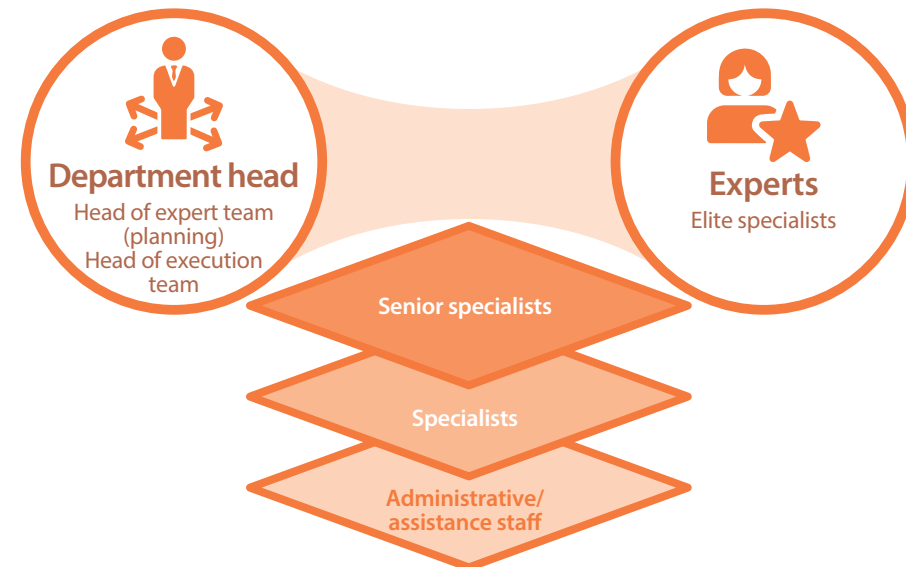 Department head
Head of expert team
(planning)
Head of execution
team
Experts
Elite specialists
Senior specialists
Specialists
Administrative/
assistance staff